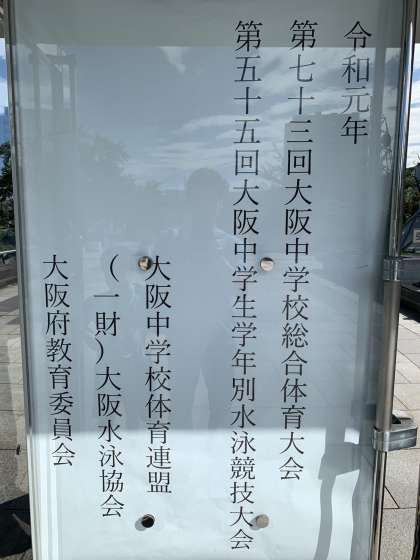 令和元年
第七十三回大阪中学校総合体育大会
第五十五回大阪中学生学年別水泳競技大会
大阪中学校体育連盟
（一財）大阪水泳協会
大阪府教育委員会